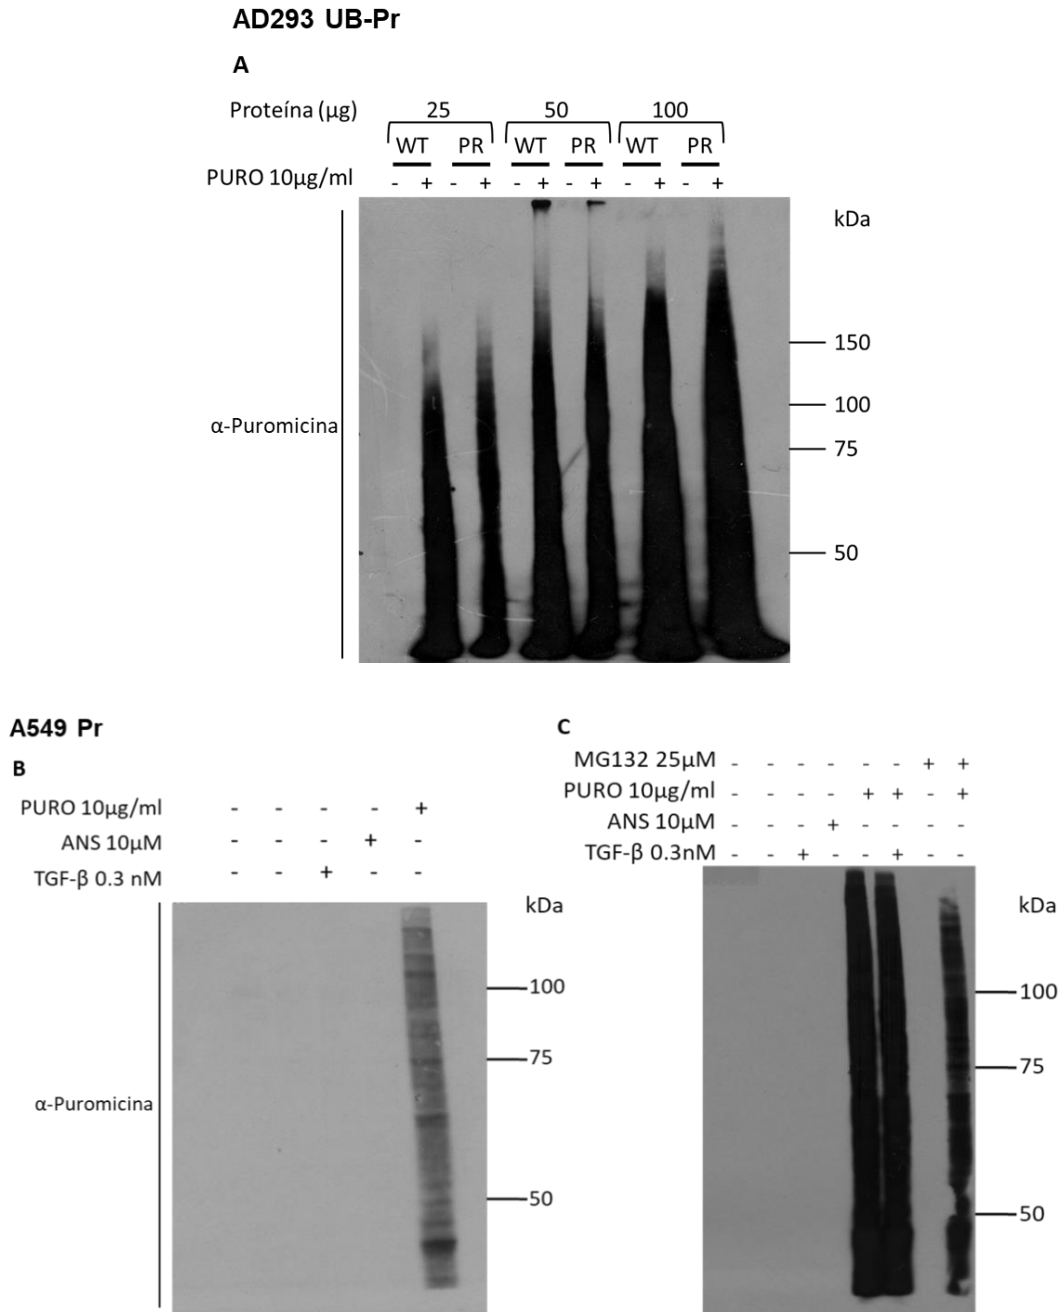 AD293 UB-Pr
A
Proteína (µg) 25 50 100
WT PR WT PR WT PR
PURO 10µg/ml - + - + - + - + - + - +
kDa
150
100
α-Puromicina
75
50
A549 Pr
B
PURO 10µg/ml - - - - +
ANS 10µM - - - + -
TGF-β 0.3 nM - - + - -
kDa
100
75
α-Puromicina
50
C
MG132 25µM - - - - - - + +
PURO 10µg/ml - - - - + + - +
ANS 10µM - - - + - - - -
TGF-β 0.3nM - - + - - + - -
kDa
100
75
50